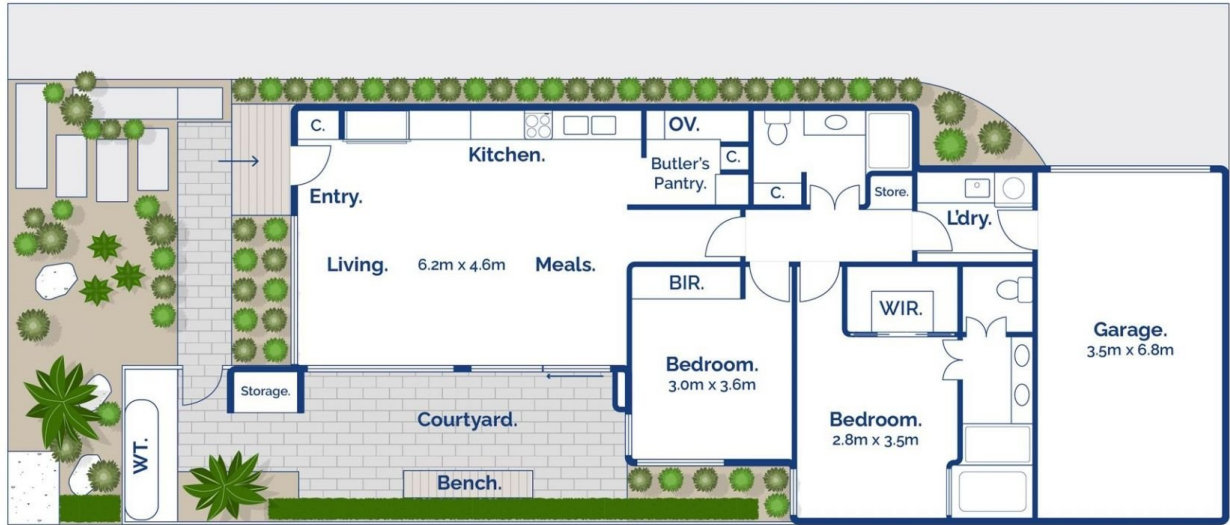 C.
OV.
Kitchen.
Butler's
Pantry.
C.
C.
Store.
Entry.
L'dry.
Living.
6.2m x 4.6m
Meals.
BIR.
WIR.
Garage.
3.5m x 6.8m
Bedroom.
3.0m x 3.6m
Storage.
Courtyard.
Bedroom.
2.8m x 3.5m
WT.
Bench.